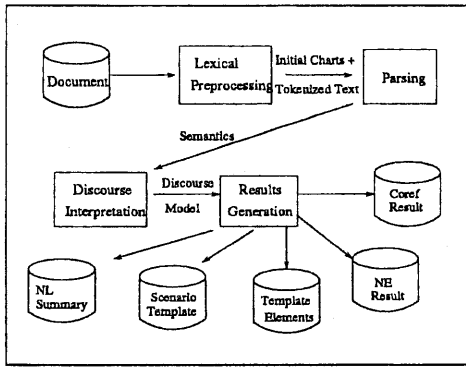 Document
Lexical
Preprocessing
Initial Charts +
Tokenized Text
Parsing
Semantics
Discourse
Interpretation
Discourse
Model
Results
Generation
Coref
Result
NL
Summary
Scenario
Template
Template
Elements
NE
Result